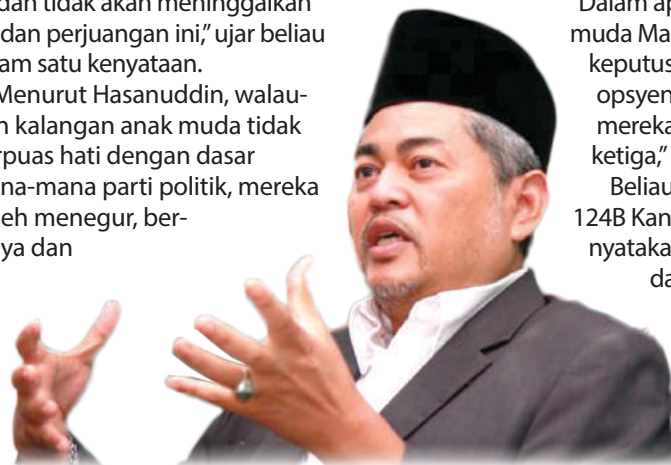 dan tidak akan meninggalkan
dan perjuangan ini,” ujar beliau
am satu kenyataan.
Menurut Hasanuddin, walau-
n kalangan anak muda tidak
rpuas hati dengan dasar
na-mana parti politik, mereka
leh menegur, ber-
ya dan
Dalam ap
muda Ma
keputus
opsyen
mereka
ketiga,”
Beliau
124B Kan
nyataka
da